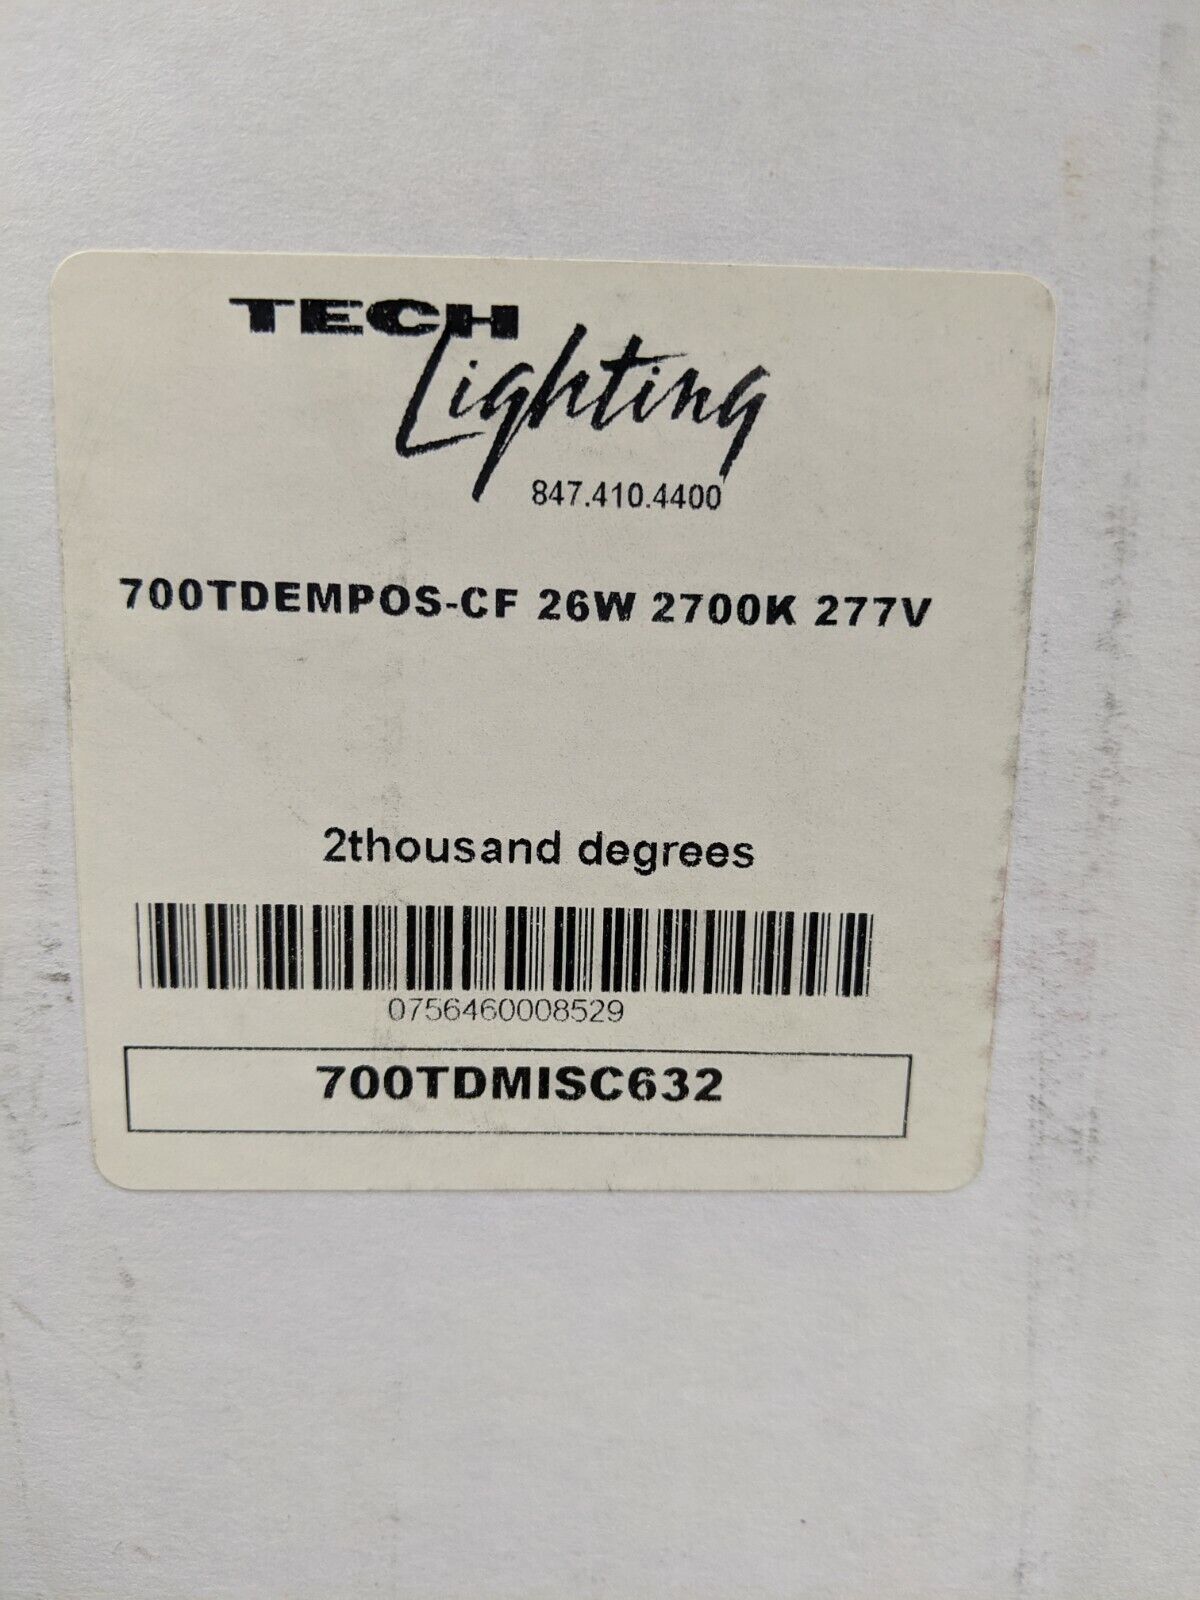 TECH
Lighting
847.410.4400
700TDEMPOS-CF 26W 2700K 277V
2thousand degrees
0756460008529
700TDMISC632